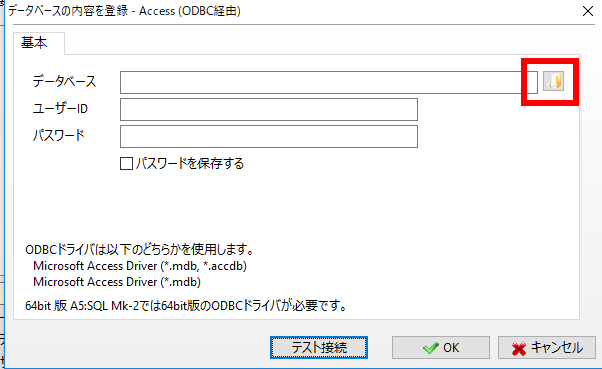 データベースの内容を登録 - Access (ODBC経由)
基本
データベース
ユーザーID
パスワード
パスワードを保存する
ODBCドライバは以下のどちらかを使用します。
Microsoft Access Driver (*.mdb, *.accdb)
Microsoft Access Driver (*.mdb)
64bit 版 A5:SQL Mk-2では64bit版のODBCドライバが必要です。
テスト接続
OK
キャンセル